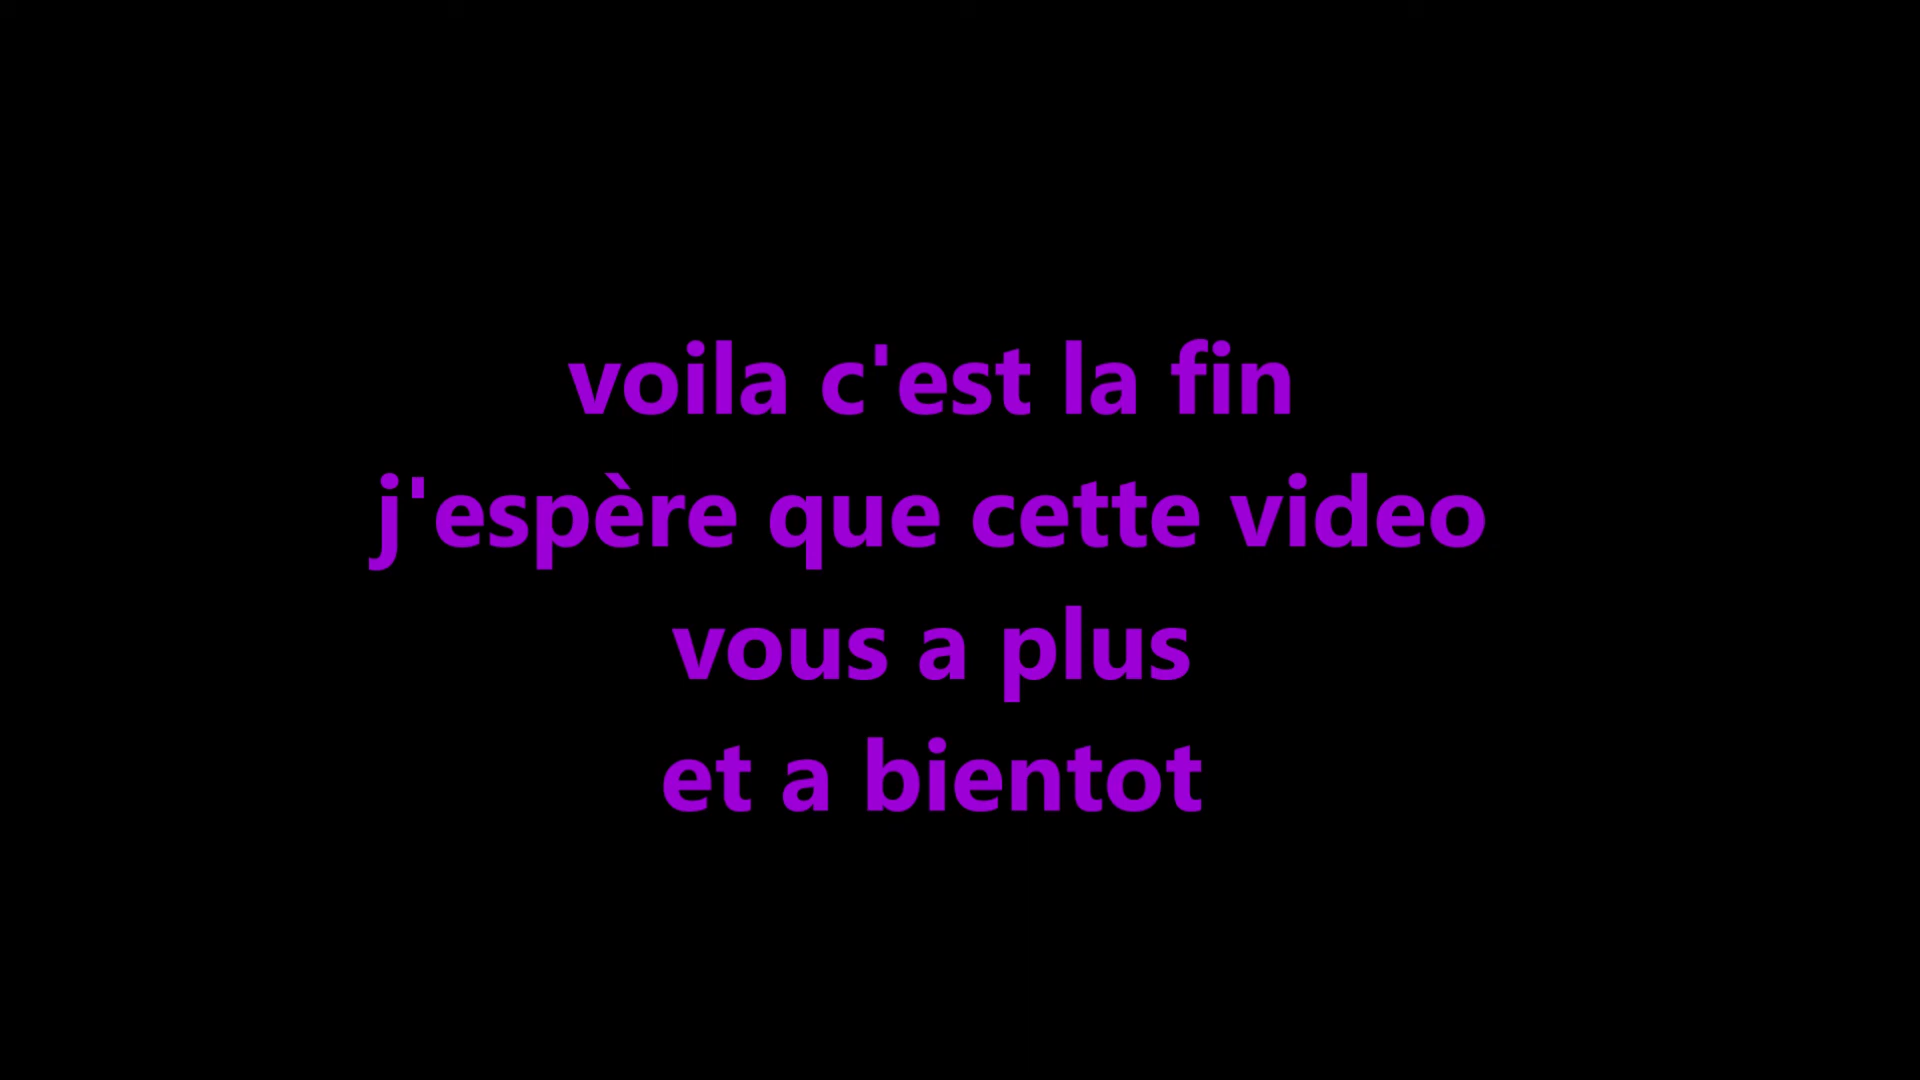 voila c'est la fin
j'espère que cette video
vous a plus
et a bientot